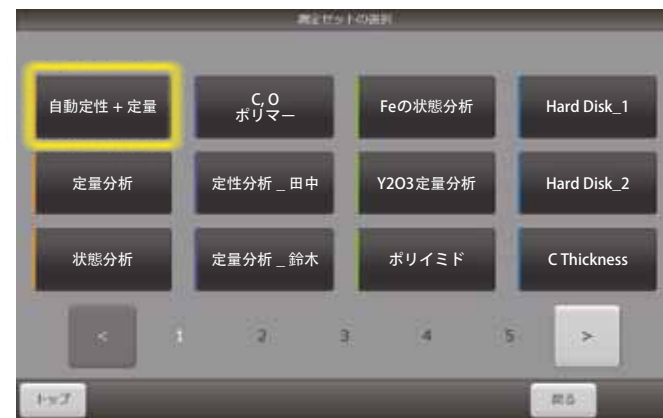 測定セットの選択
自動定性 + 定量
C, O
ポリマー
Feの状態分析
Hard Disk_1
定量分析
定性分析 _ 田中
Y2O3定量分析
Hard Disk_2
状態分析
定量分析 _ 鈴木
ポリイミド
C Thickness
< 1 2 3 4 5 >
トップ 戻る